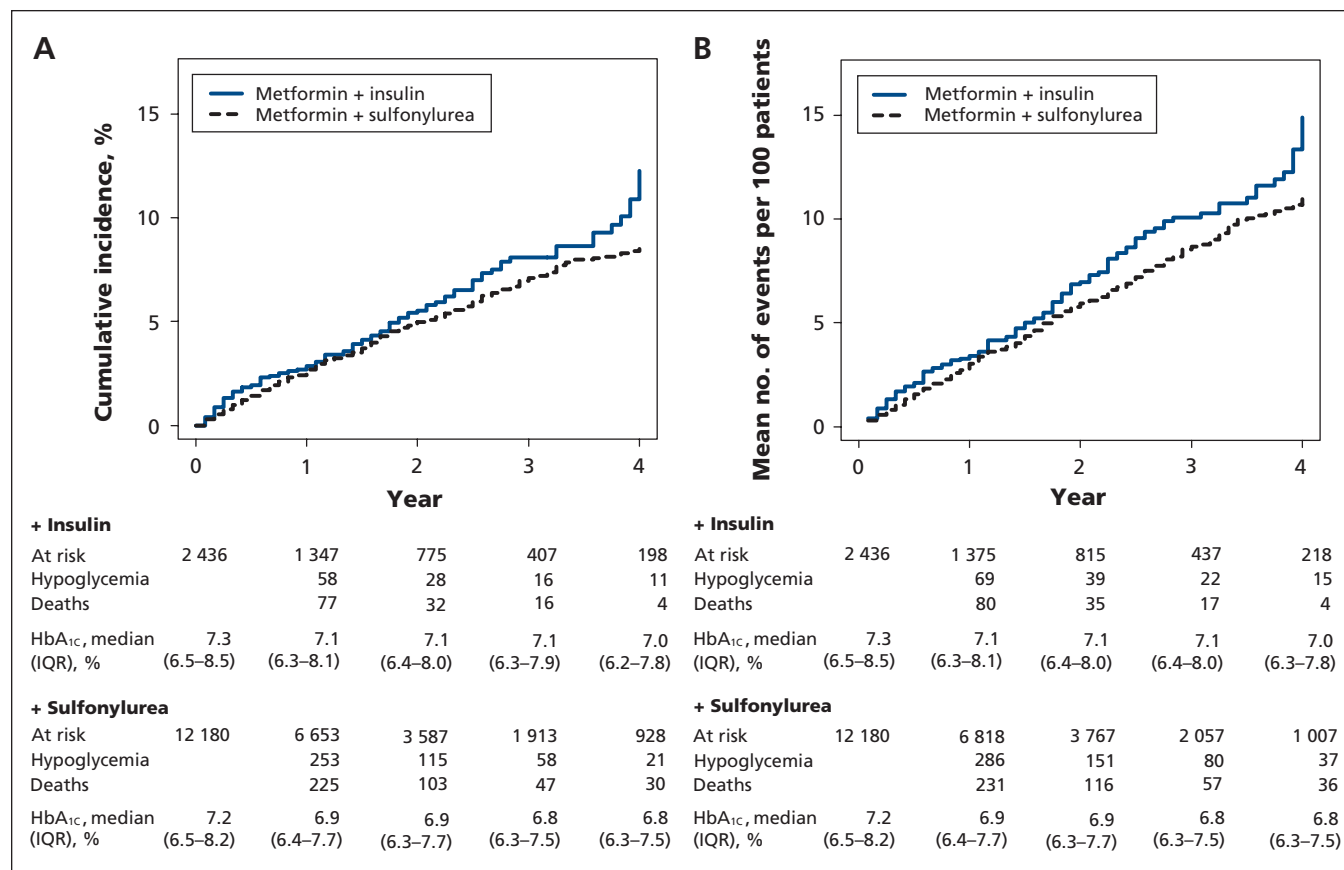 A
Cumulative incidence, %
Metformin + insulin
Metformin + sulfonylurea
15
10
5
0
0 1 2 3 4
Year
+ Insulin
At risk 2 436 1 347 775 407 198
Hypoglycemia 58 28 16 11
Deaths 77 32 16 4
HbA1C, median 7.3 7.1 7.1 7.1 7.0
(IQR), % (6.5–8.5) (6.3–8.1) (6.4–8.0) (6.3–7.9) (6.2–7.8)
+ Sulfonylurea
At risk 12 180 6 653 3 587 1 913 928
Hypoglycemia 253 115 58 21
Deaths 225 103 47 30
HbA1C, median 7.2 6.9 6.9 6.8 6.8
(IQR), % (6.5–8.2) (6.4–7.7) (6.3–7.7) (6.3–7.5) (6.3–7.5)
B
Mean no. of events per 100 patients
Metformin + insulin
Metformin + sulfonylurea
15
10
5
0
0 1 2 3 4
Year
+ Insulin
At risk 2 436 1 375 815 437 218
Hypoglycemia 69 39 22 15
Deaths 80 35 17 4
HbA1C, median 7.3 7.1 7.1 7.1 7.0
(IQR), % (6.5–8.5) (6.3–8.1) (6.4–8.0) (6.4–8.0) (6.3–7.8)
+ Sulfonylurea
At risk 12 180 6 818 3 767 2 057 1 007
Hypoglycemia 286 151 80 37
Deaths 231 116 57 36
HbA1C, median 7.2 6.9 6.9 6.8 6.8
(IQR), % (6.5–8.2) (6.4–7.7) (6.3–7.7) (6.3–7.5) (6.3–7.5)